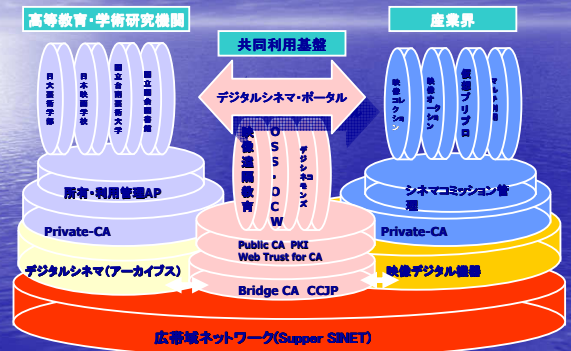 高等教育・学術研究機関
共同利用基盤
産業界
デジタルシネマ・ポータル
日大芸術学部
日本映画学校
国立台湾芸術大学
国立国会図書館
映像遠隔教育
OSS・OCW
デジシネコモンズ
映像コレクション
映像オークション
仮想プリプロ
マルチ利用
所有・利用管理AP
シネマコミッション管
理
Private-CA
Private-CA
Public CA PKI
Web Trust for CA
デジタルシネマ(アーカイブス)
映像デジタル機器
Bridge CA CCJP
広帯域ネットワーク(Supper SINET)